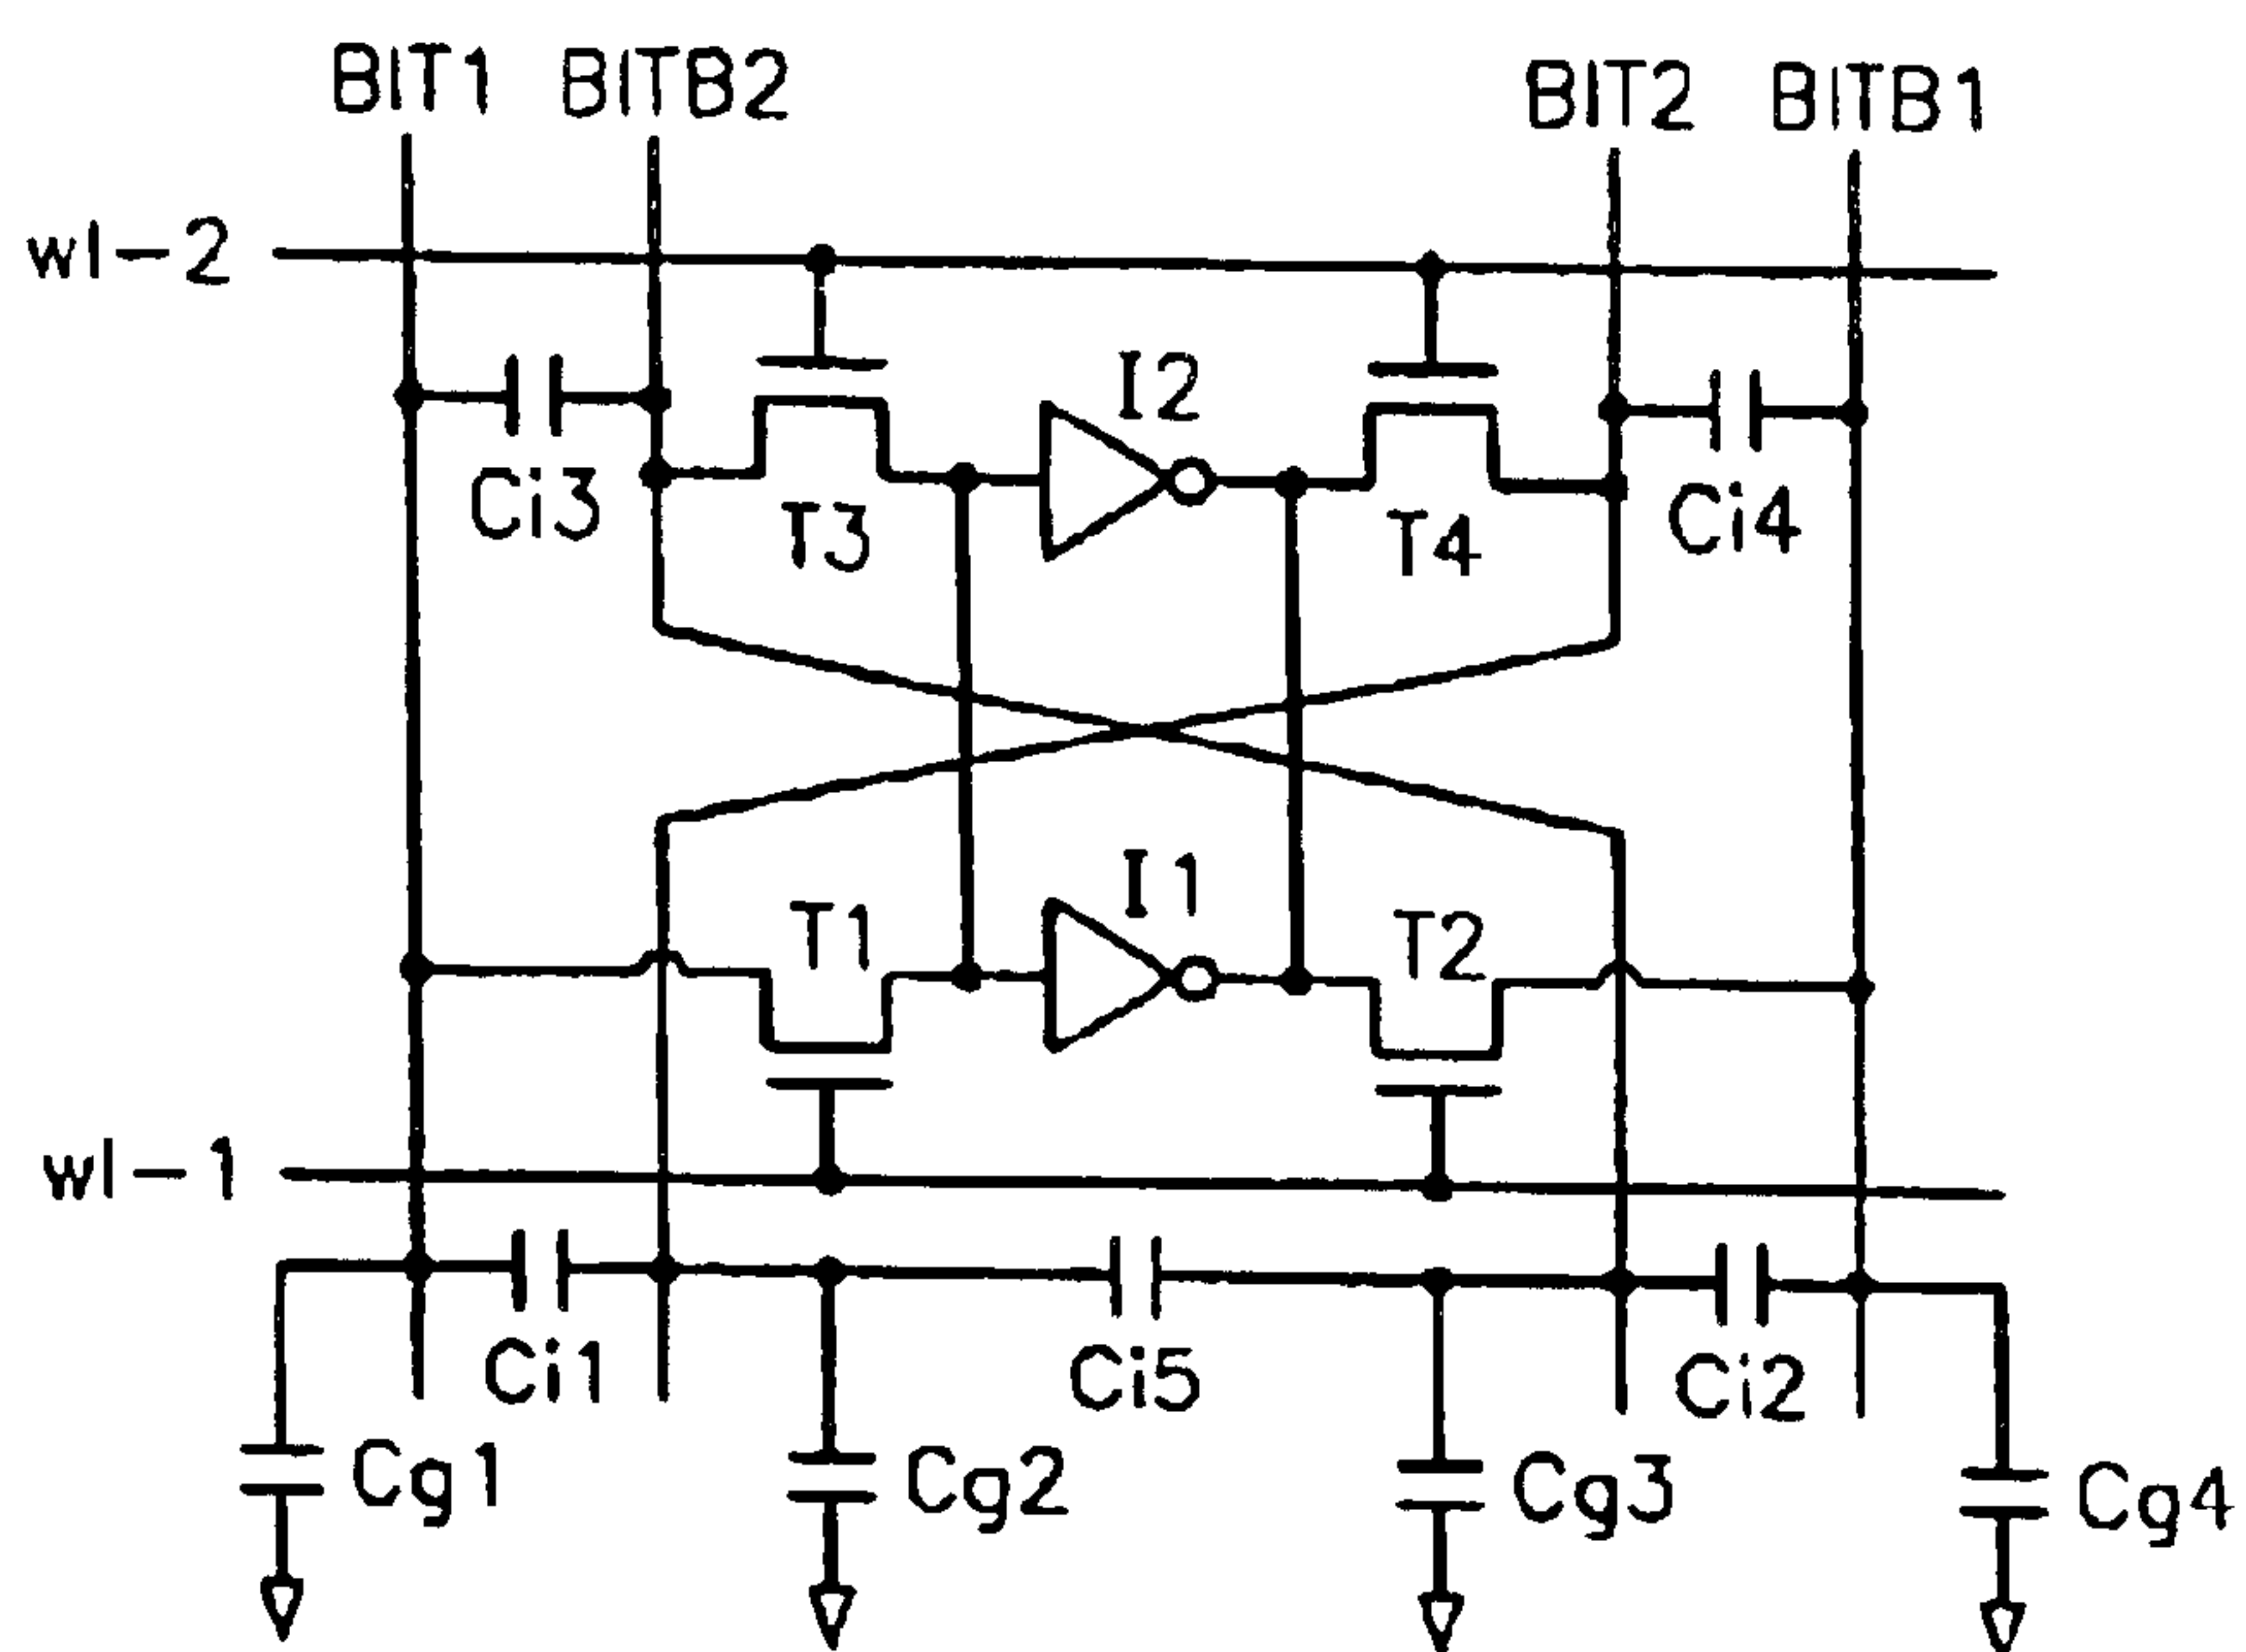 BIT1 BITB2 BIT2 BITB1
wl-2
I2
Ci3 T3 T4 Ci4
I1
T1 T2
wl-1
Ci1 Ci5 Ci2
Cg1 Cg2 Cg3 Cg4